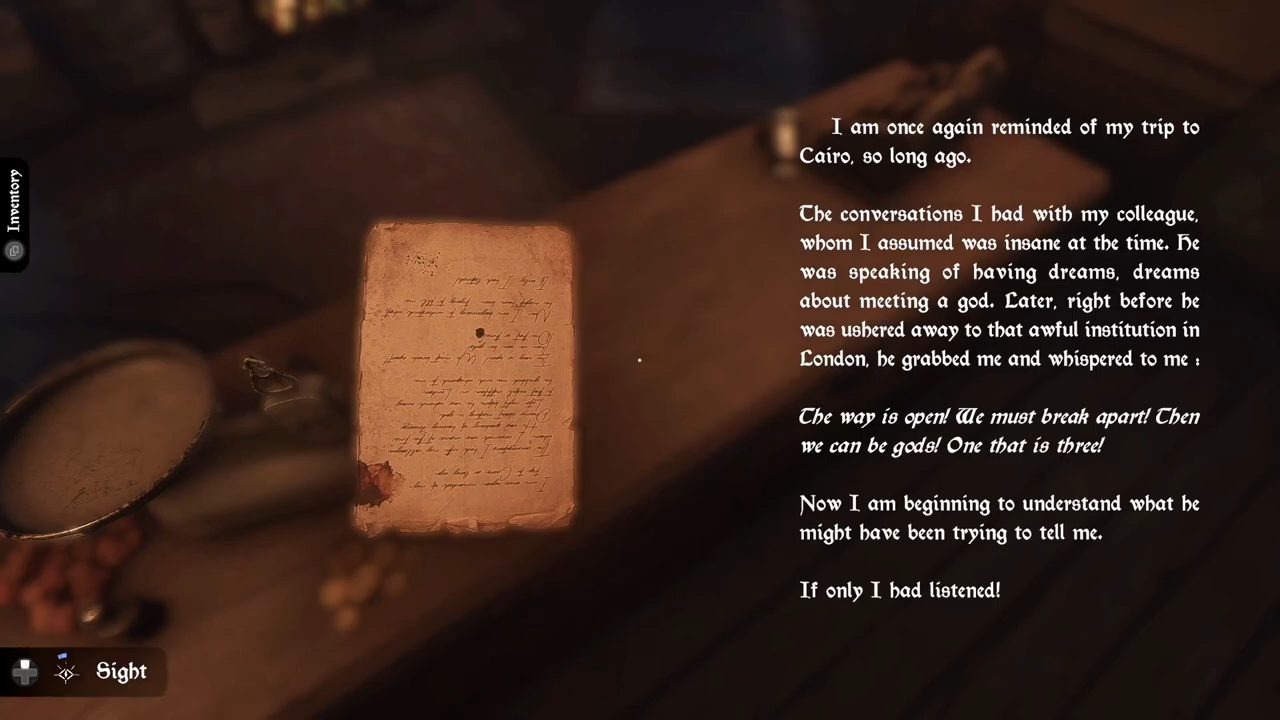 I am once again reminded of my trip to
Cairo, so long ago.
The conversations I had with my colleague,
whom I assumed was insane at the time. He
was speaking of having dreams, dreams
about meeting a god. Later, right before he
was ushered away to that awful institution in
London, he grabbed me and whispered to me :
The way is open! We must break apart! Then
we can be gods! One that is three!
Now I am beginning to understand what he
might have been trying to tell me.
If only I had listened!
Inventory
Sight